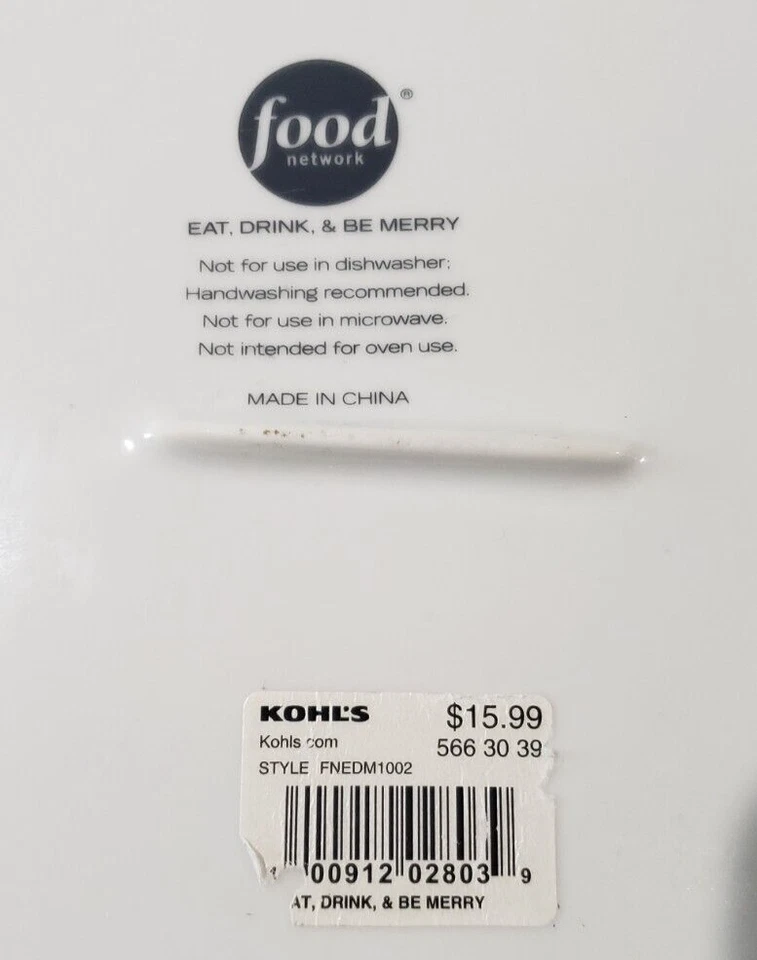 food®
network
EAT, DRINK, & BE MERRY
Not for use in dishwasher;
Handwashing recommended.
Not for use in microwave.
Not intended for oven use.
MADE IN CHINA
KOHL'S $15.99
Kohls com 566 30 39
STYLE FNEDM1002
00912 02803 9
AT, DRINK, & BE MERRY